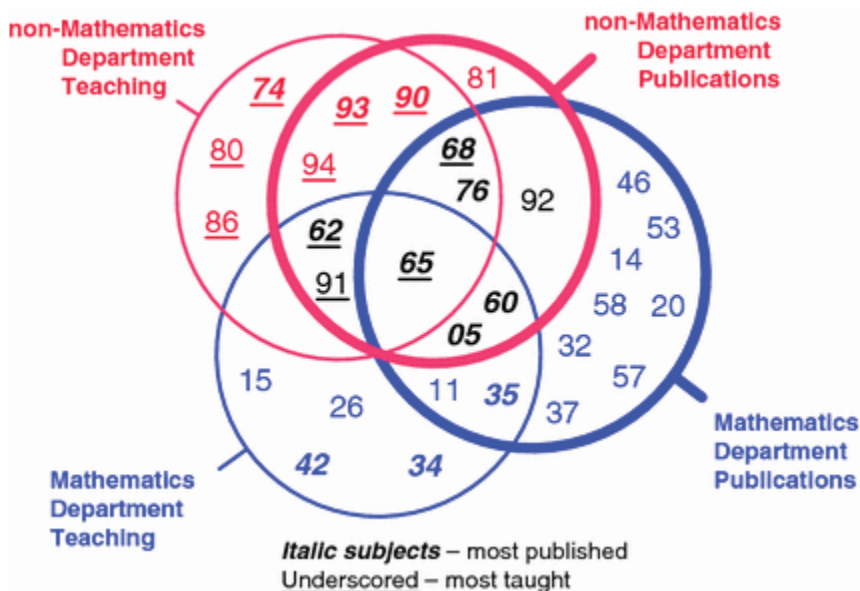 non-Mathematics
Department
Teaching
non-Mathematics
Department
Publications
74
93
90
81
80
94
68
76
92
46
86
62
53
91
65
14
60
58
20
05
32
15
26
11
35
57
37
42
34
Mathematics
Department
Publications
Mathematics
Department
Teaching
Italic subjects – most published
Underscored – most taught